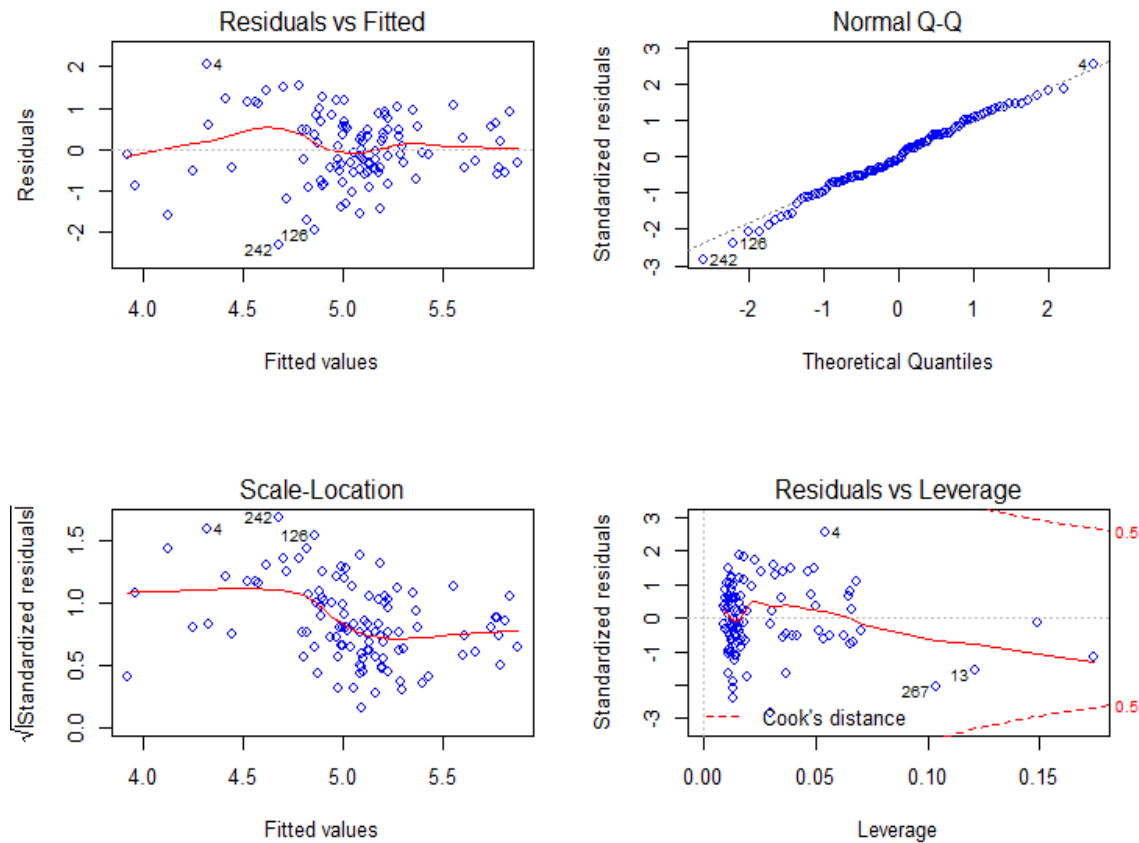 Residuals vs Fitted
Residuals
2
1
0
-1
-2
4
126
242
4.0 4.5 5.0 5.5
Fitted values
Normal Q-Q
Standardized residuals
3
2
1
0
-1
-2
-3
4
126
242
-2 -1 0 1 2
Theoretical Quantiles
Scale-Location
√|Standardized residuals|
1.5
1.0
0.5
0.0
242
4
126
4.0 4.5 5.0 5.5
Fitted values
Residuals vs Leverage
Standardized residuals
3
2
1
0
-1
-3
4
0.5
13
267
0.5
Cook's distance
0.00 0.05 0.10 0.15
Leverage